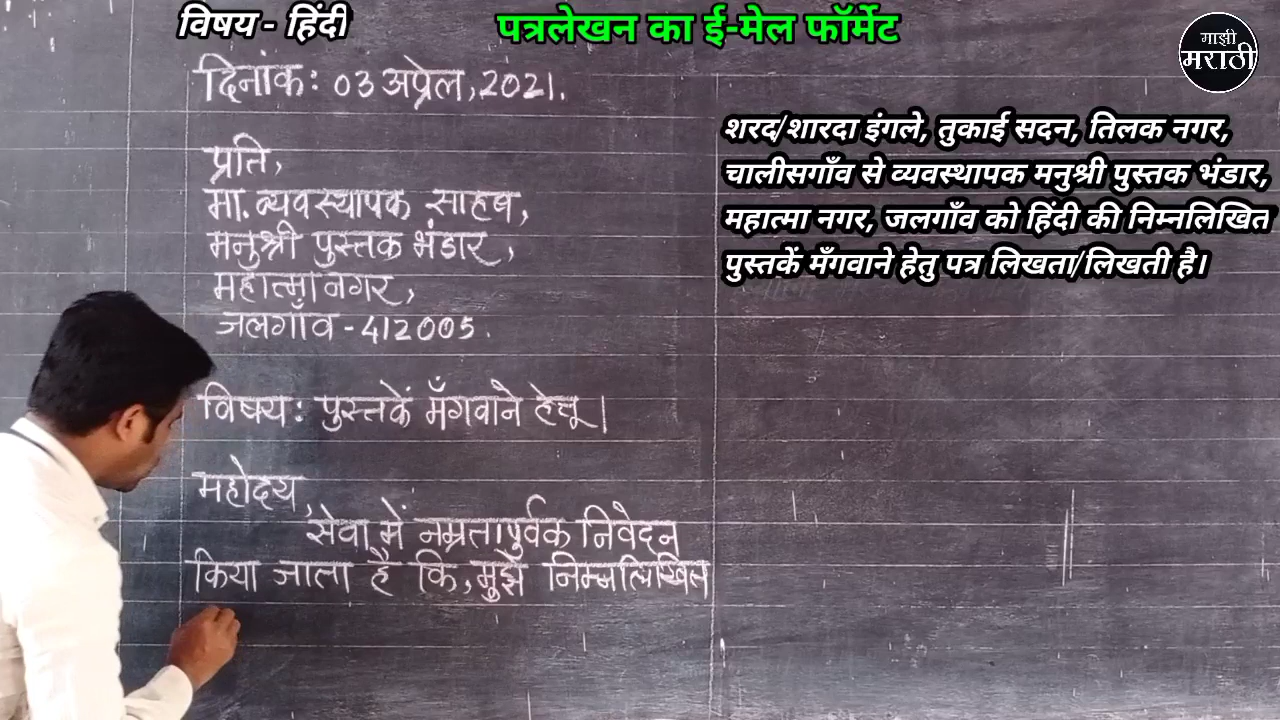 विषय - हिंदी
पत्रलेखन का ई-मेल फॉर्मेट
माझी
मराठी
दिनांक: 03 अप्रेल, 2021.
प्रति,
मा. व्यवस्थापक साहब,
मनुश्री पुस्तक भंडार,
महात्मा नगर,
जलगाँव - 412005.
विषय: पुस्तकें मँगवाने हेतू।
महोदय,
सेवा में नम्रतापुर्वक निवेदन
किया जाता है कि, मुझे निम्नलिखित
शरद/शारदा इंगले, तुकाई सदन, तिलक नगर,
चालीसगाँव से व्यवस्थापक मनुश्री पुस्तक भंडार,
महात्मा नगर, जलगाँव को हिंदी की निम्नलिखित
पुस्तकें मँगवाने हेतु पत्र लिखता/लिखती है।